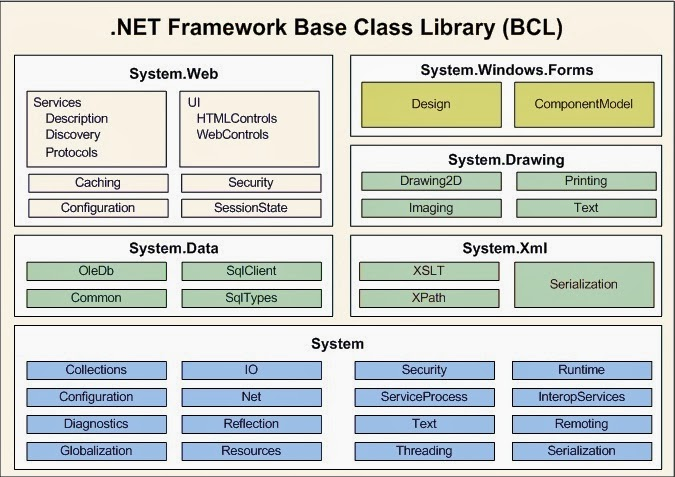 .NET Framework Base Class Library (BCL)
System.Web
Services
Description
Discovery
Protocols
UI
HTMLControls
WebControls
Caching
Security
Configuration
SessionState
System.Windows.Forms
Design
ComponentModel
System.Drawing
Drawing2D
Printing
Imaging
Text
System.Data
OleDb
SqlClient
Common
SqlTypes
System.Xml
XSLT
XPath
Serialization
System
Collections
IO
Security
Runtime
Configuration
Net
ServiceProcess
InteropServices
Diagnostics
Reflection
Text
Remoting
Globalization
Resources
Threading
Serialization